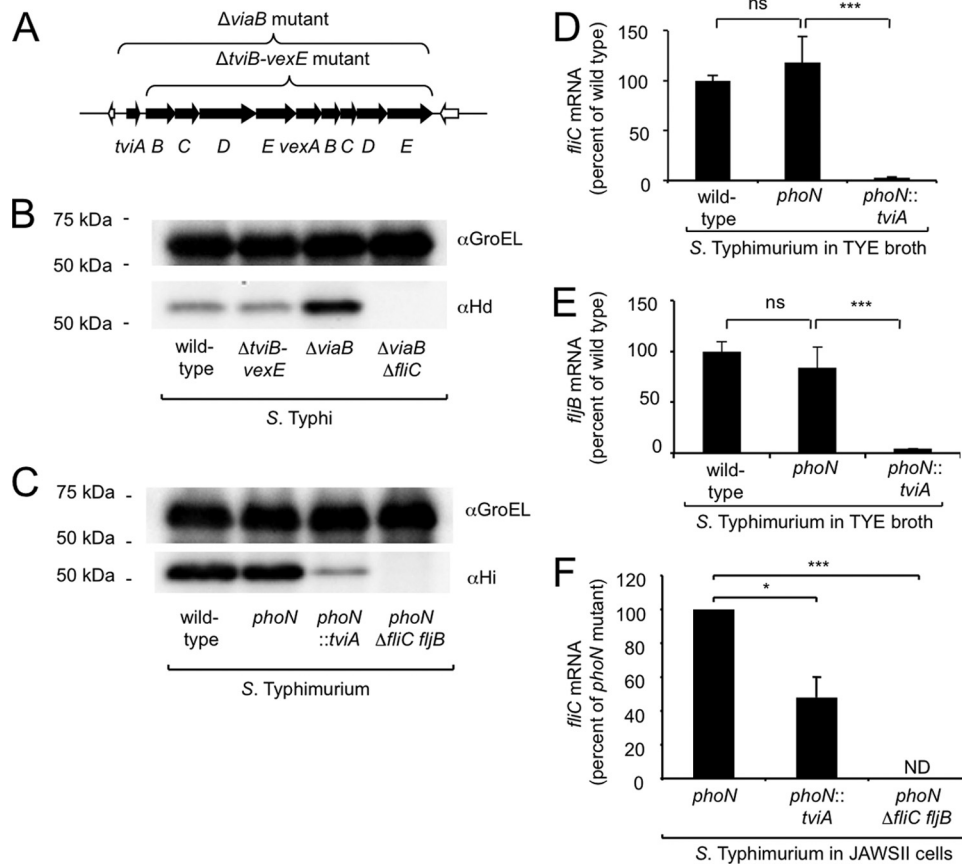 A
ΔviaB mutant
ΔtviB-vexE mutant
tviA B C D E vexA B C D E
B
75 kDa -
αGroEL
50 kDa -
αHd
50 kDa -
wild-type
ΔtviB-vexE
ΔviaB
ΔviaB ΔfliC
S. Typhi
C
75 kDa -
αGroEL
50 kDa -
50 kDa -
αHi
wild-type
phoN
phoN ::tviA
phoN ΔfliC fljB
S. Typhimurium
D
ns
***
fliC mRNA
(percent of wild type)
150
100
50
0
wild-type
phoN
phoN:: tviA
S. Typhimurium in TYE broth
E
ns
***
fljB mRNA
(percent of wild type)
150
100
50
0
wild-type
phoN
phoN:: tviA
S. Typhimurium in TYE broth
F
***
*
fliC mRNA
(percent of phoN mutant)
120
100
80
60
40
20
0
ND
phoN
phoN:: tviA
phoN ΔfliC fljB
S. Typhimurium in JAWSII cells